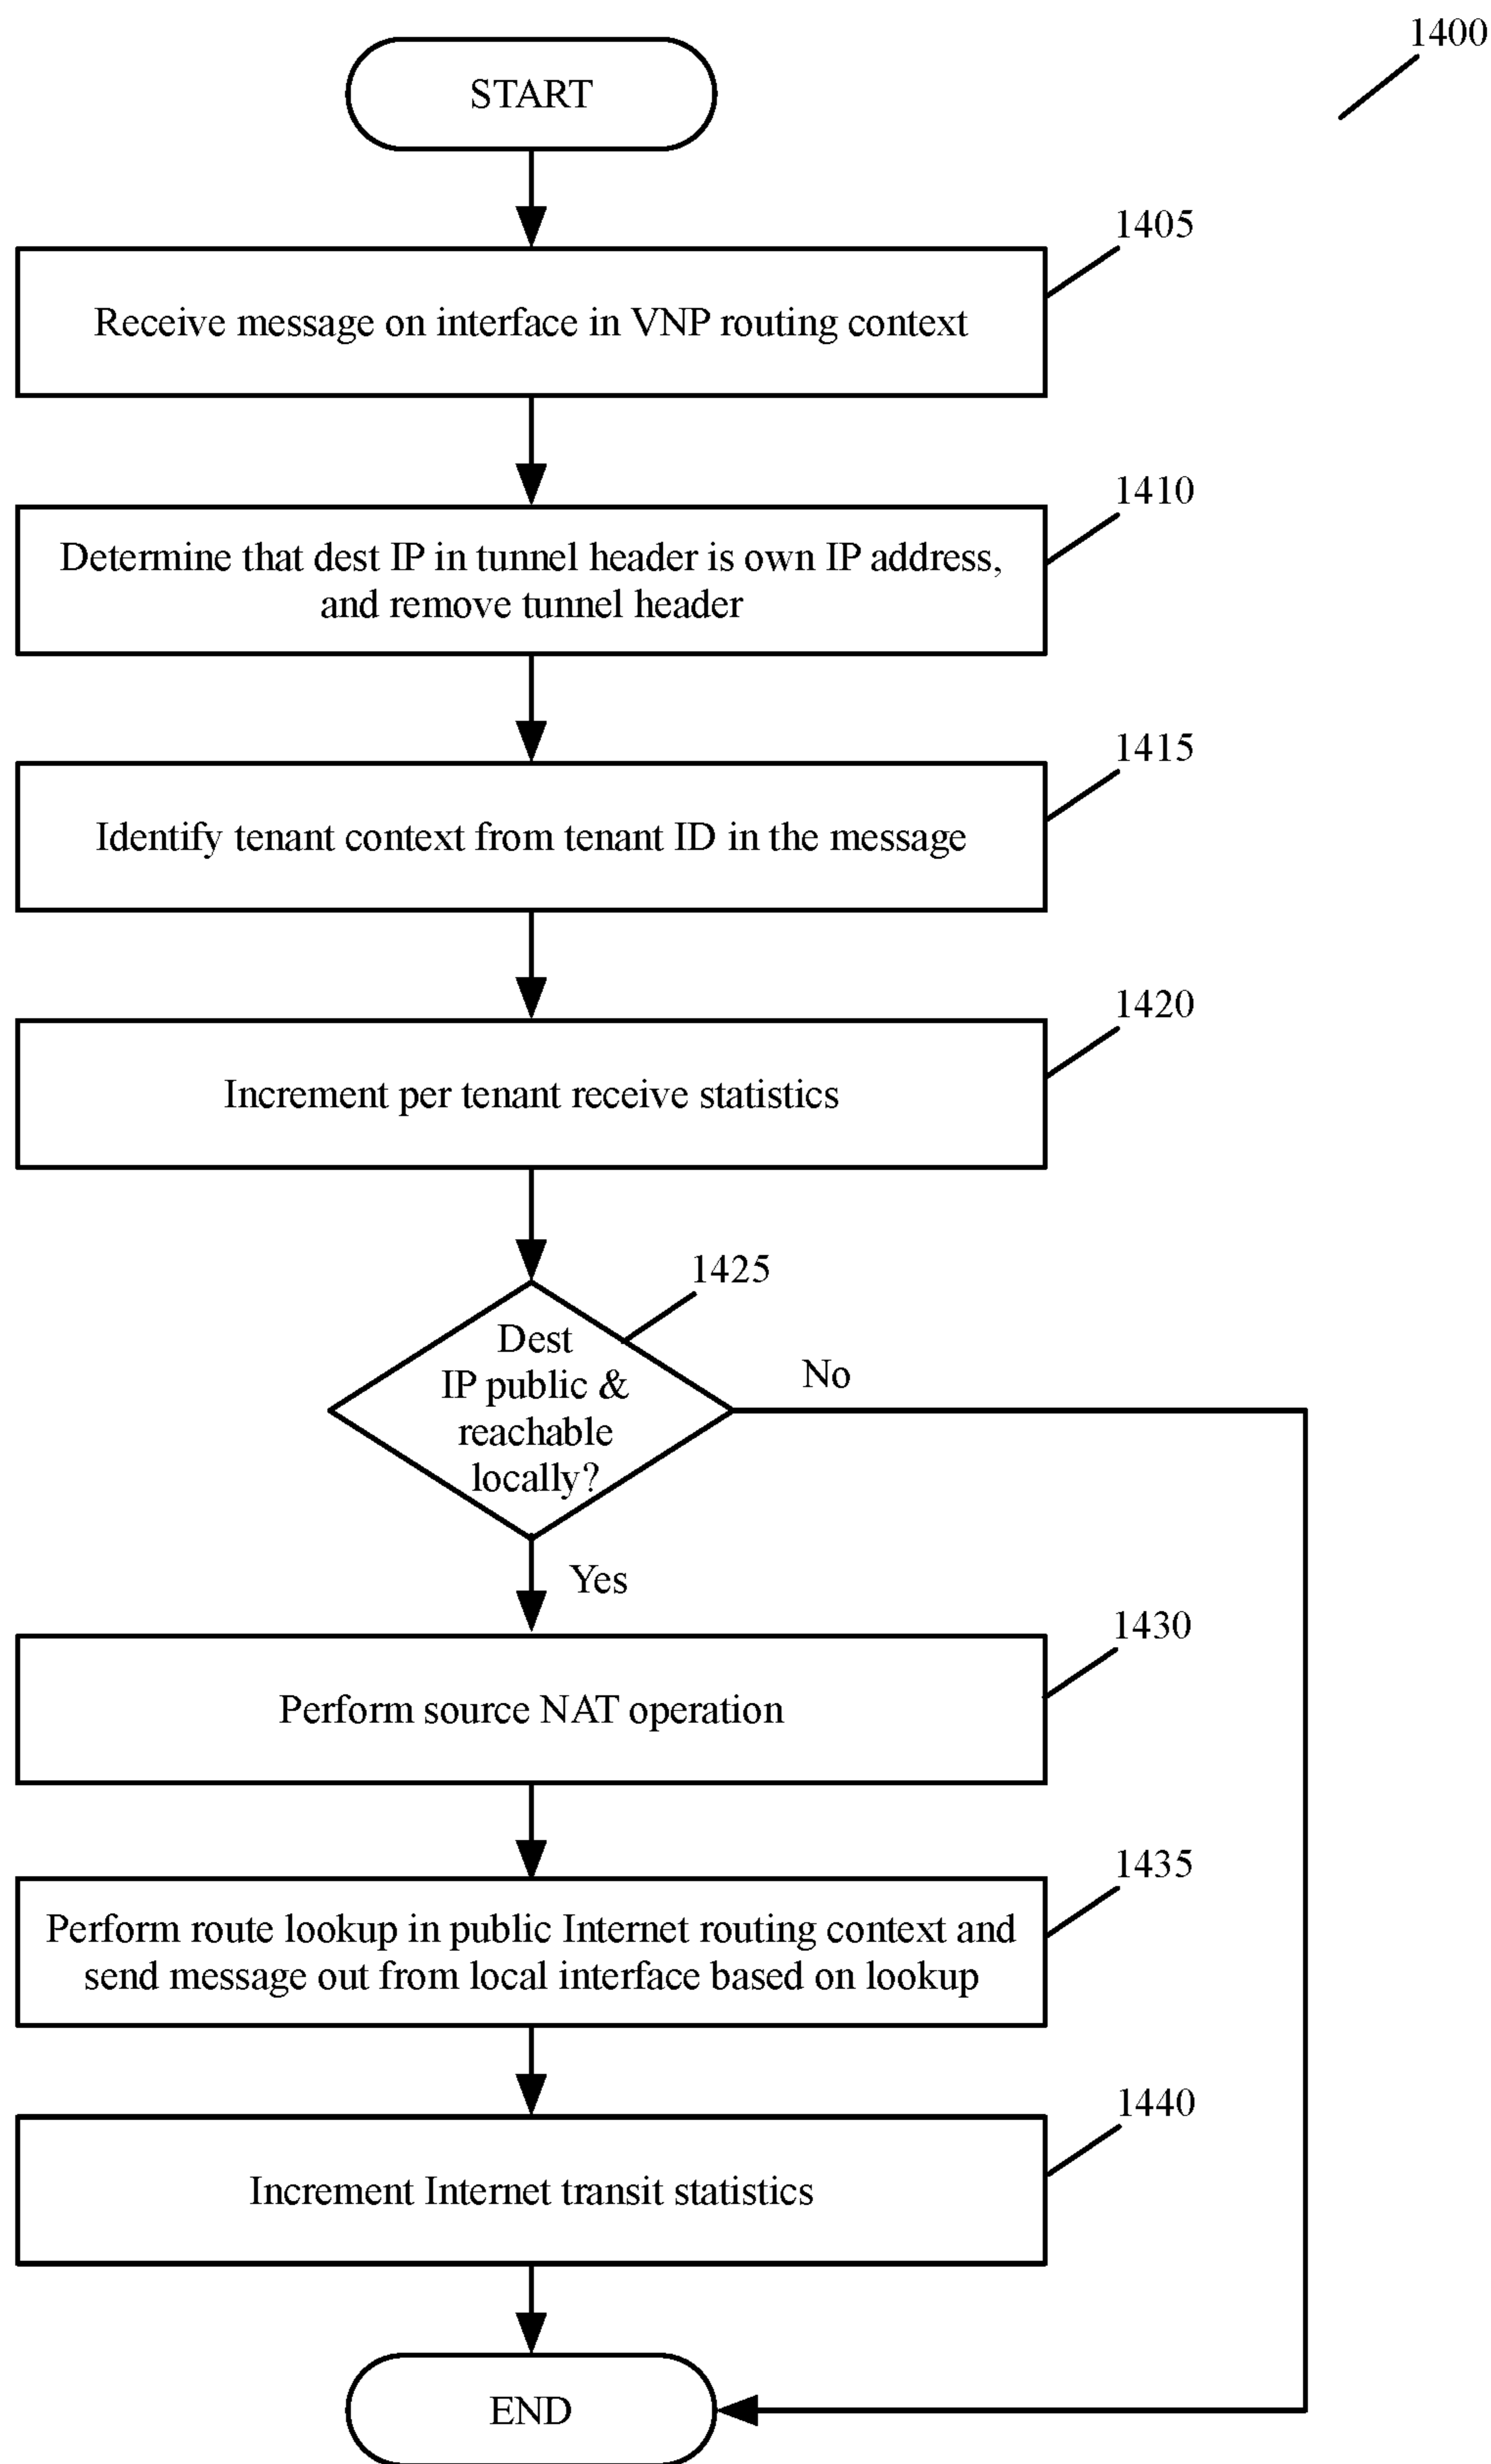 1400
START
1405
Receive message on interface in VNP routing context
1410
Determine that dest IP in tunnel header is own IP address,
and remove tunnel header
1415
Identify tenant context from tenant ID in the message
1420
Increment per tenant receive statistics
1425
Dest
IP public &
reachable
locally?
No
Yes
1430
Perform source NAT operation
1435
Perform route lookup in public Internet routing context and
send message out from local interface based on lookup
1440
Increment Internet transit statistics
END